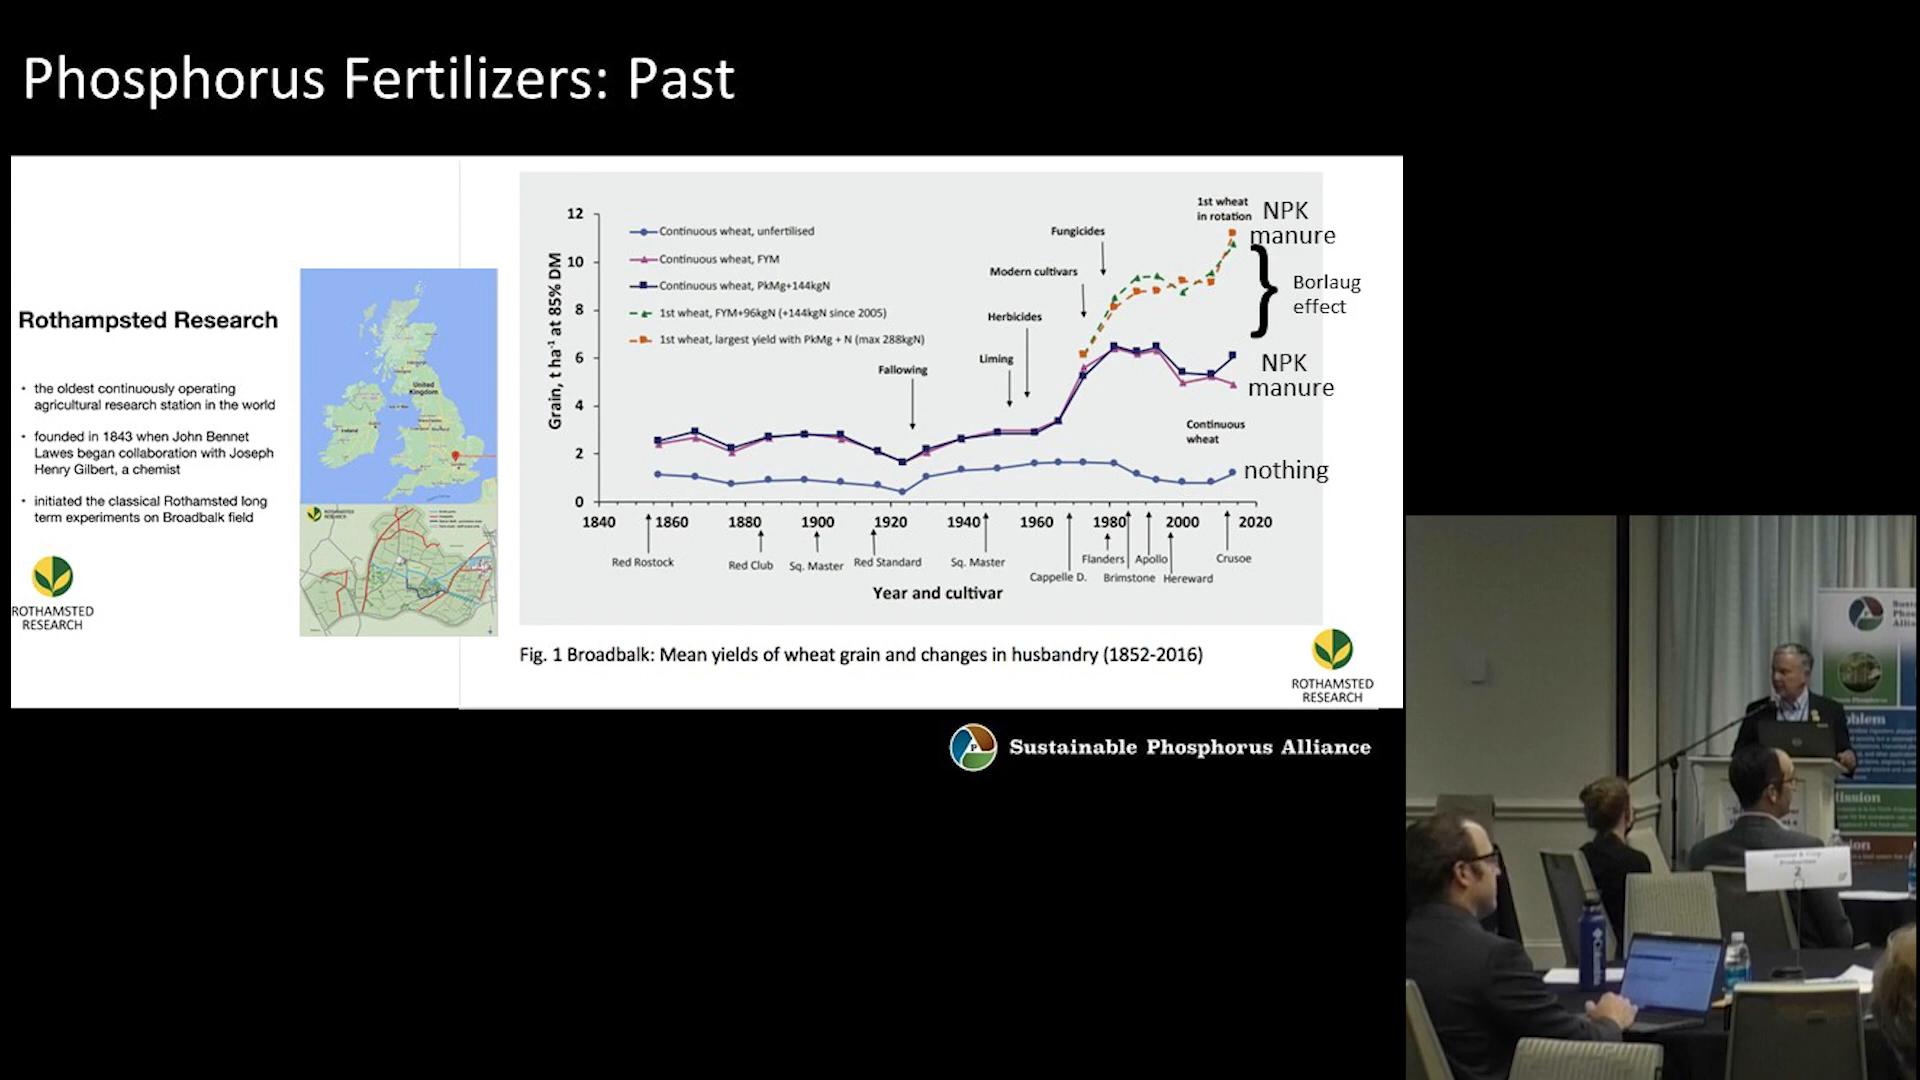 Phosphorus Fertilizers: Past
Rothampsted Research
• the oldest continuously operating
agricultural research station in the world
• founded in 1843 when John Bennet
Lawes began collaboration with Joseph
Henry Gilbert, a chemist
• initiated the classical Rothamsted long
term experiments on Broadbalk field
ROTHAMSTED
RESEARCH
United
Kingdom
Ireland
Grain, t ha-1 at 85% DM
12
10
8
6
4
2
0
Continuous wheat, unfertilised
Continuous wheat, FYM
Continuous wheat, PkMg+144kgN
1st wheat, FYM+96kgN (+144kgN since 2005)
1st wheat, largest yield with PkMg + N (max 288kgN)
Fallowing
Liming
Herbicides
Modern cultivars
Fungicides
1st wheat
in rotation
NPK
manure
Borlaug
effect
NPK
manure
Continuous
wheat
nothing
1840 1860 1880 1900 1920 1940 1960 1980 2000 2020
Red Rostock
Red Club
Sq. Master
Red Standard
Sq. Master
Cappelle D.
Flanders
Brimstone
Apollo
Hereward
Crusoe
Year and cultivar
Fig. 1 Broadbalk: Mean yields of wheat grain and changes in husbandry (1852-2016)
ROTHAMSTED
RESEARCH
P
Sustainable Phosphorus Alliance
P
Production
2